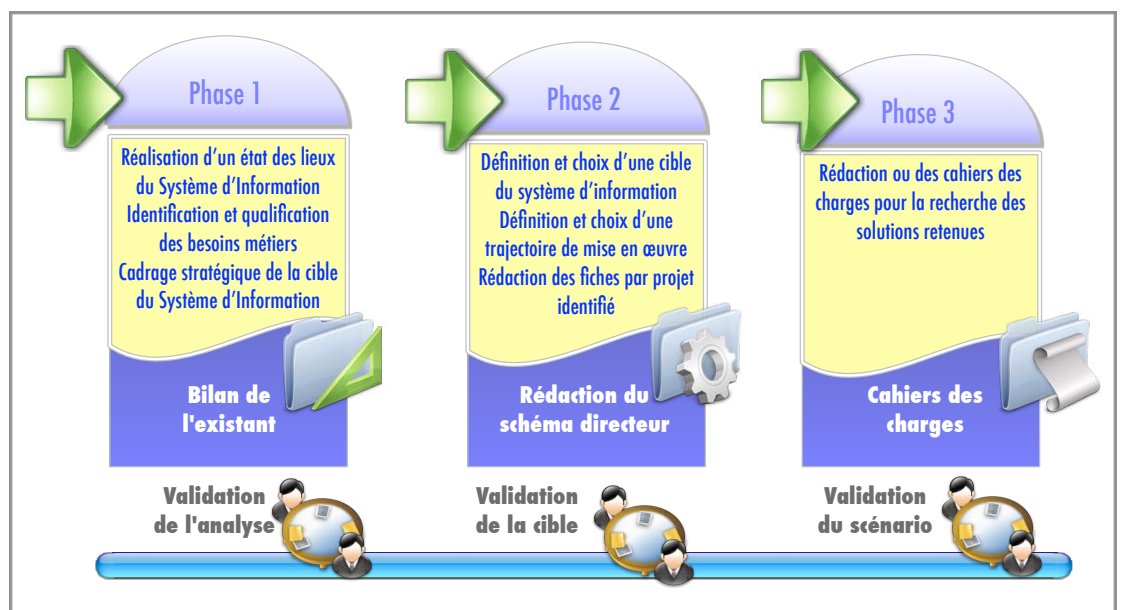 Phase 1
Réalisation d'un état des lieux
du Système d'Information
Identification et qualification
des besoins métiers
Cadrage stratégique de la cible
du Système d'Information
Bilan de
l'existant
Validation
de l'analyse
Phase 2
Définition et choix d'une cible
du système d'information
Définition et choix d'une
trajectoire de mise en œuvre
Rédaction des fiches par projet
identifié
Rédaction du
schéma directeur
Validation
de la cible
Phase 3
Rédaction ou des cahiers des
charges pour la recherche des
solutions retenues
Cahiers des
charges
Validation
du scénario